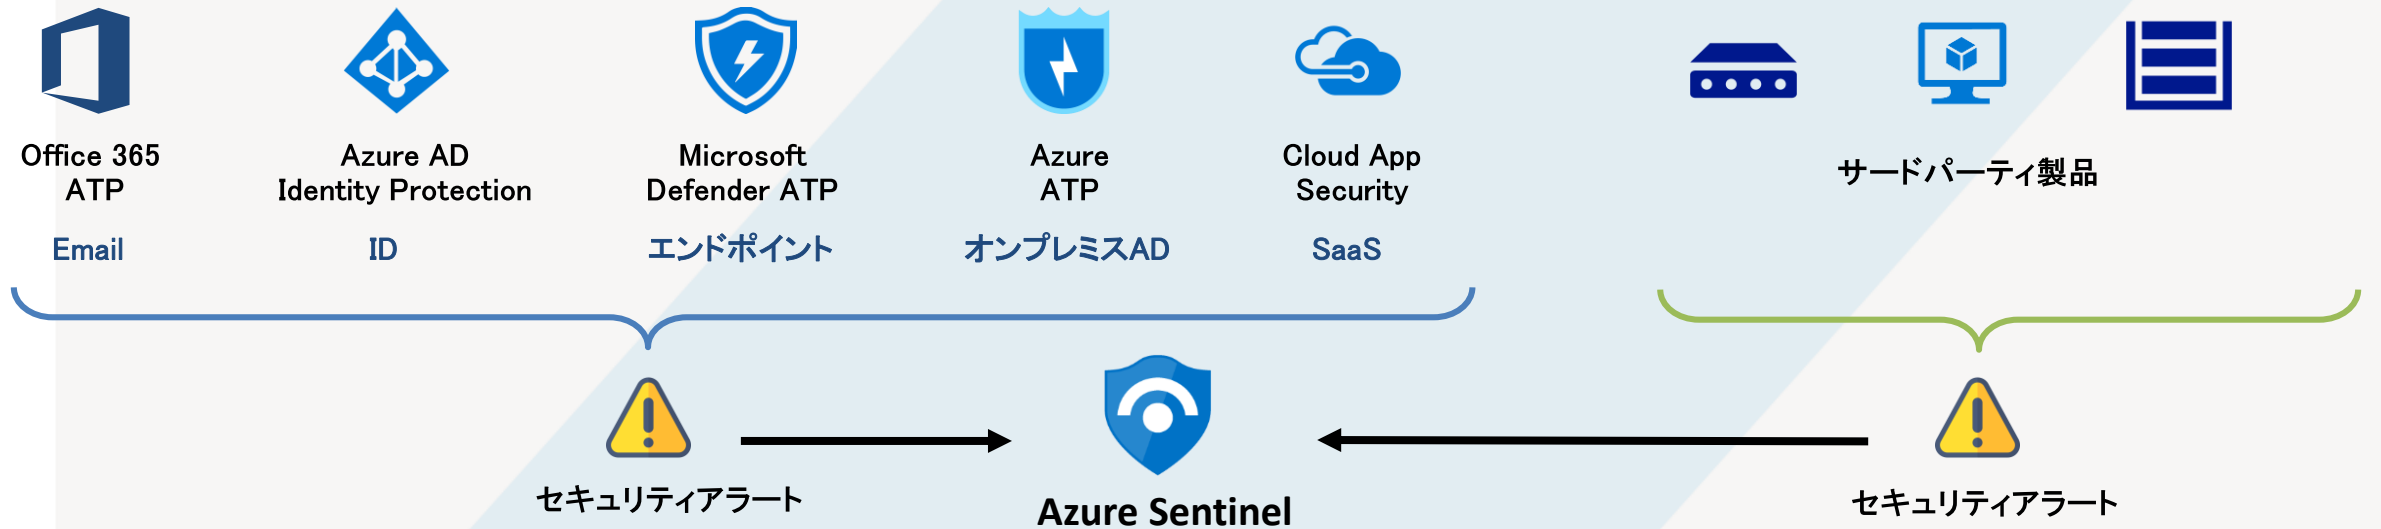 Office 365
ATP
Azure AD
Identity Protection
Microsoft
Defender ATP
Azure
ATP
Cloud App
Security
サードパーティ製品
Email
ID
エンドポイント
オンプレミスAD
SaaS
セキュリティアラート
Azure Sentinel
セキュリティアラート